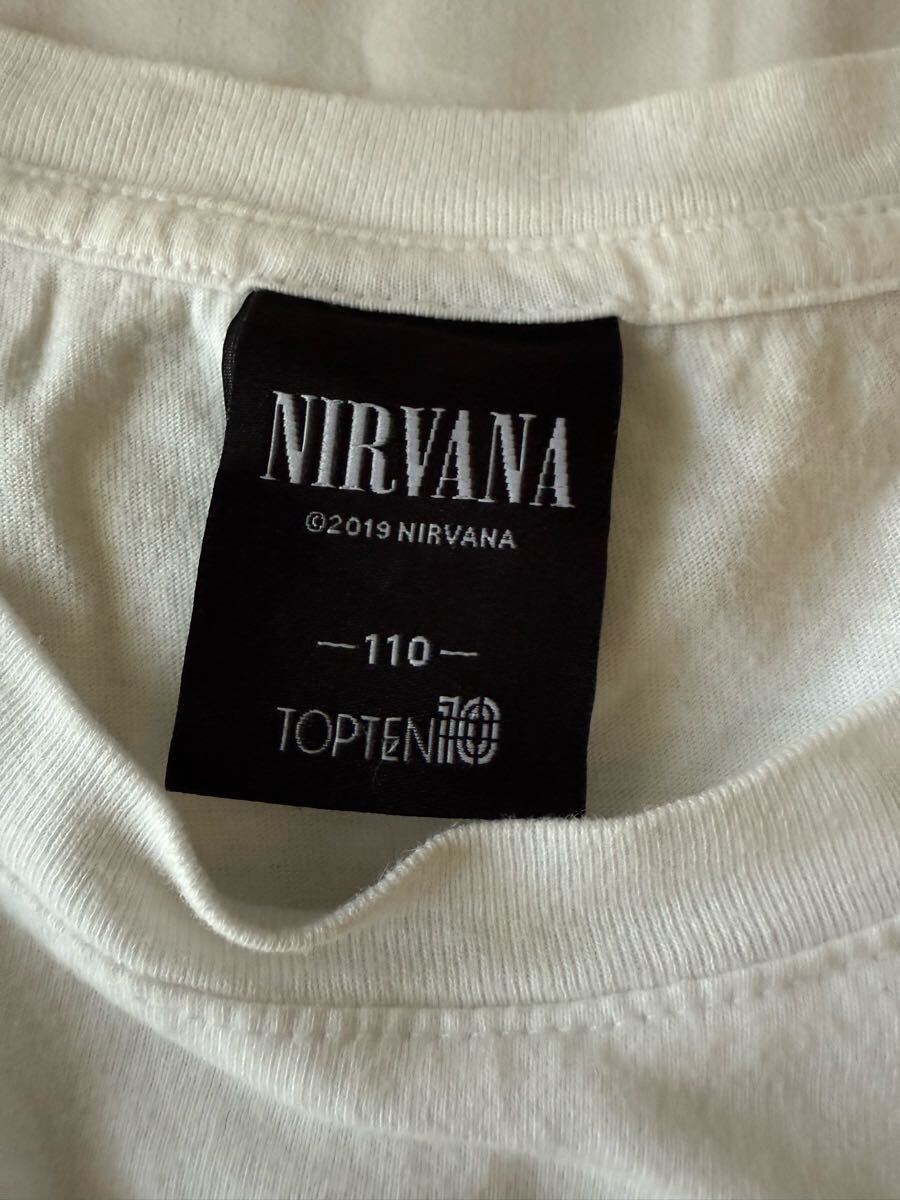 NIRVANA
©2019 NIRVANA
—110—
TOPTEN10